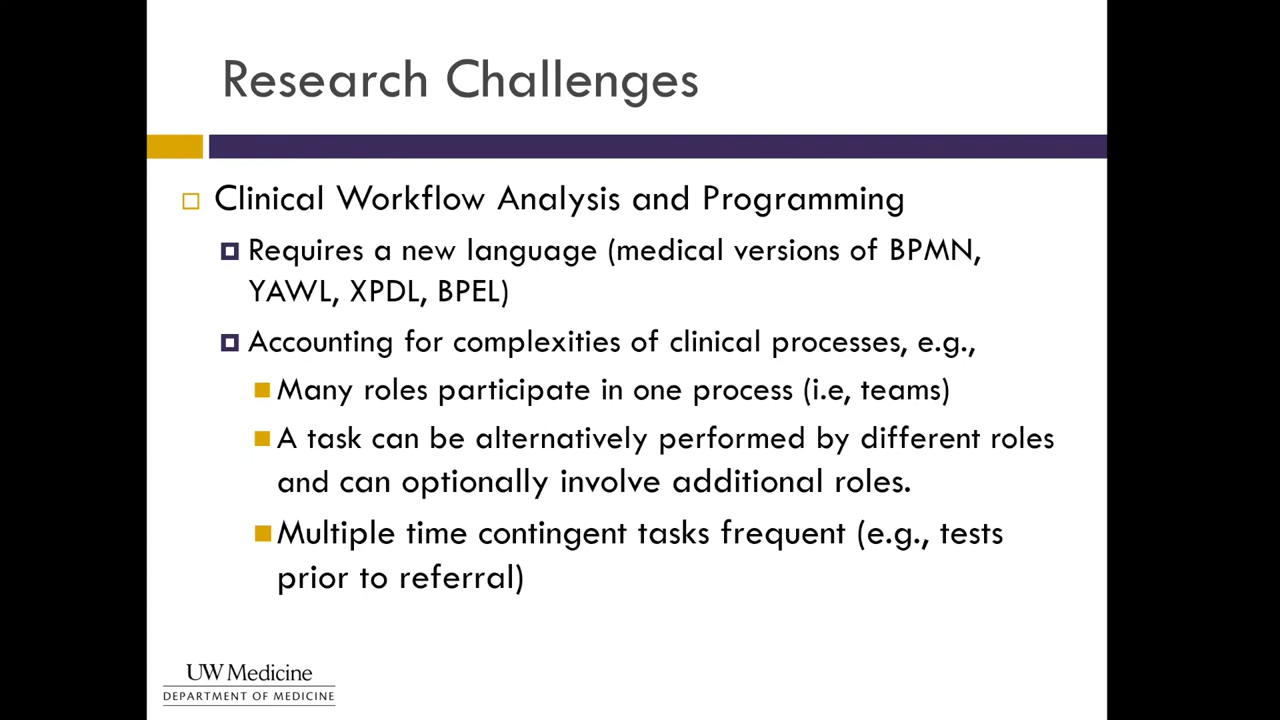 Research Challenges
Clinical Workflow Analysis and Programming
Requires a new language (medical versions of BPMN,
YAWL, XPDL, BPEL)
Accounting for complexities of clinical processes, e.g.,
Many roles participate in one process (i.e, teams)
A task can be alternatively performed by different roles
and can optionally involve additional roles.
Multiple time contingent tasks frequent (e.g., tests
prior to referral)
UW Medicine
DEPARTMENT OF MEDICINE